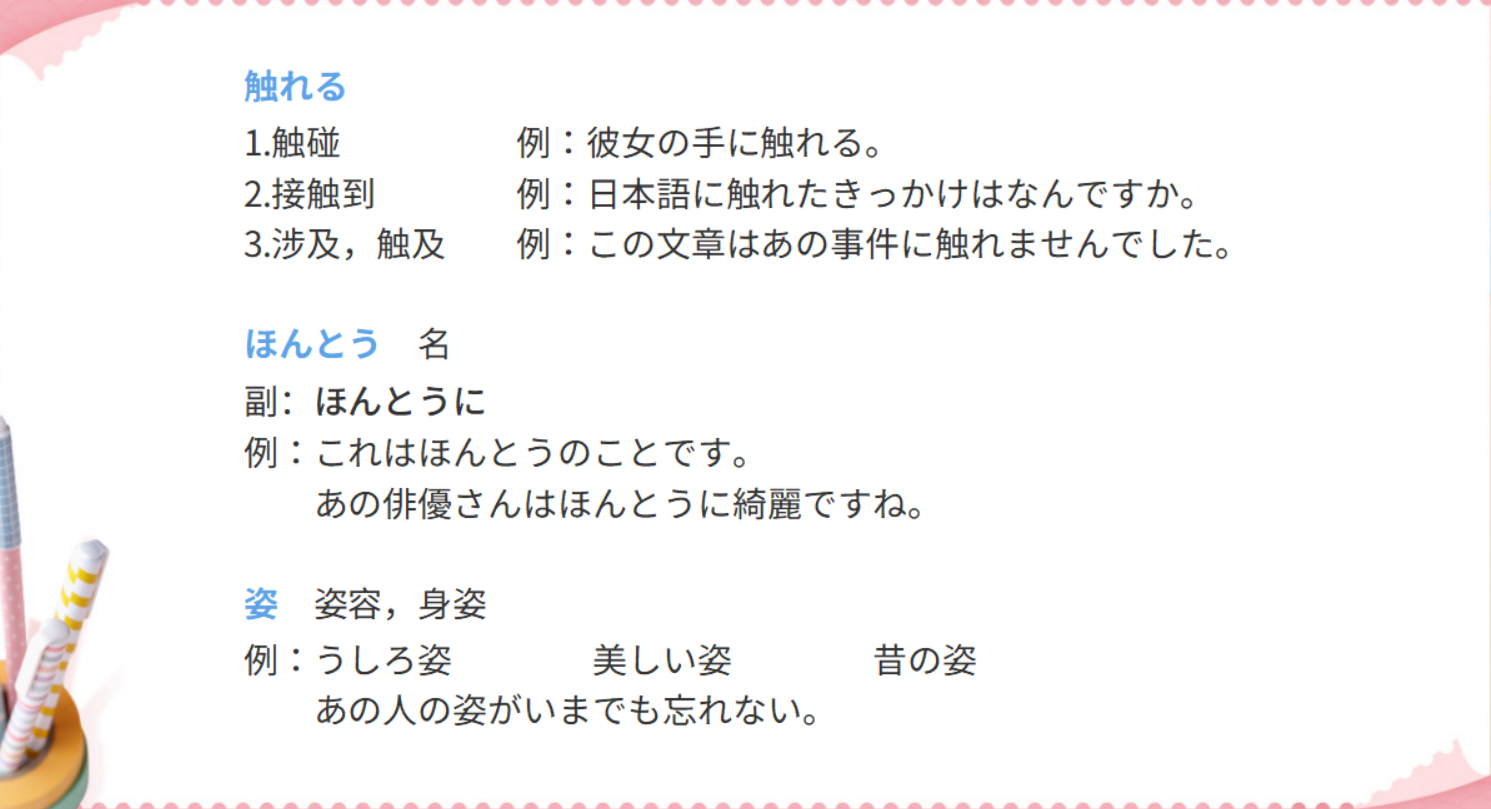 触れる
1.触碰 例：彼女の手に触れる。
2.接触到 例：日本語に触れたきっかけはなんですか。
3.涉及，触及 例：この文章はあの事件に触れませんでした。
ほんとう 名
副：ほんとうに
例：これはほんとうのことです。
あの俳優さんはほんとうに綺麗ですね。
姿 姿容，身姿
例：うしろ姿 美しい姿 昔の姿
あの人の姿がいまでも忘れない。